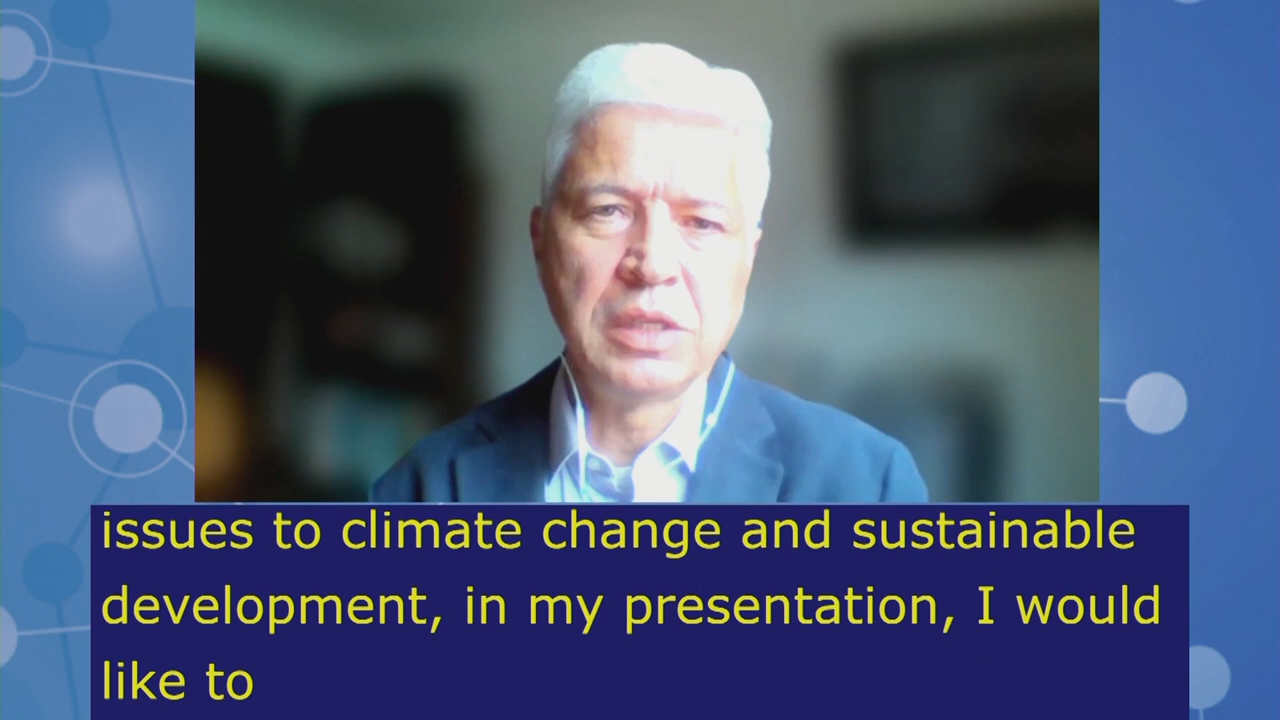 issues to climate change and sustainable
development, in my presentation, I would
like to